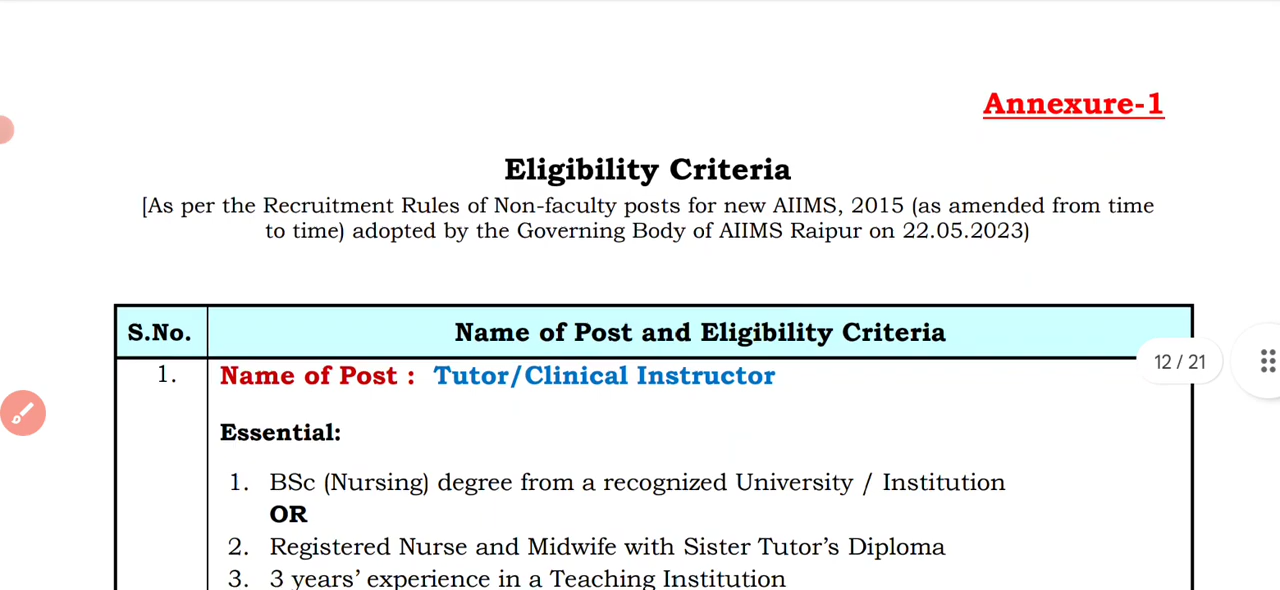 Annexure-1
Eligibility Criteria
[As per the Recruitment Rules of Non-faculty posts for new AIIMS, 2015 (as amended from time
to time) adopted by the Governing Body of AIIMS Raipur on 22.05.2023)
S.No. Name of Post and Eligibility Criteria
12 / 21
1. Name of Post : Tutor/Clinical Instructor
Essential:
1. BSc (Nursing) degree from a recognized University / Institution
OR
2. Registered Nurse and Midwife with Sister Tutor's Diploma
3. 3 years' experience in a Teaching Institution